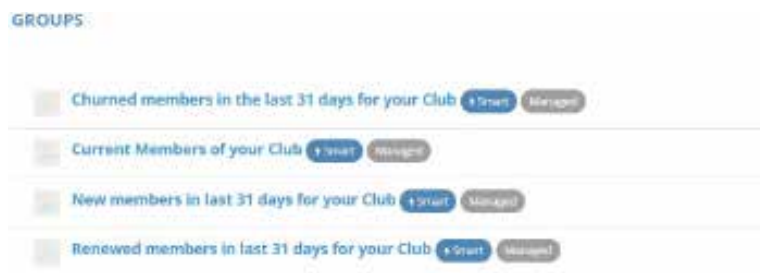 GROUPS
Churned members in the last 31 days for your Club Smart Managed
Current Members of your Club Smart Managed
New members in last 31 days for your Club Smart Managed
Renewed members in last 31 days for your Club Smart Managed